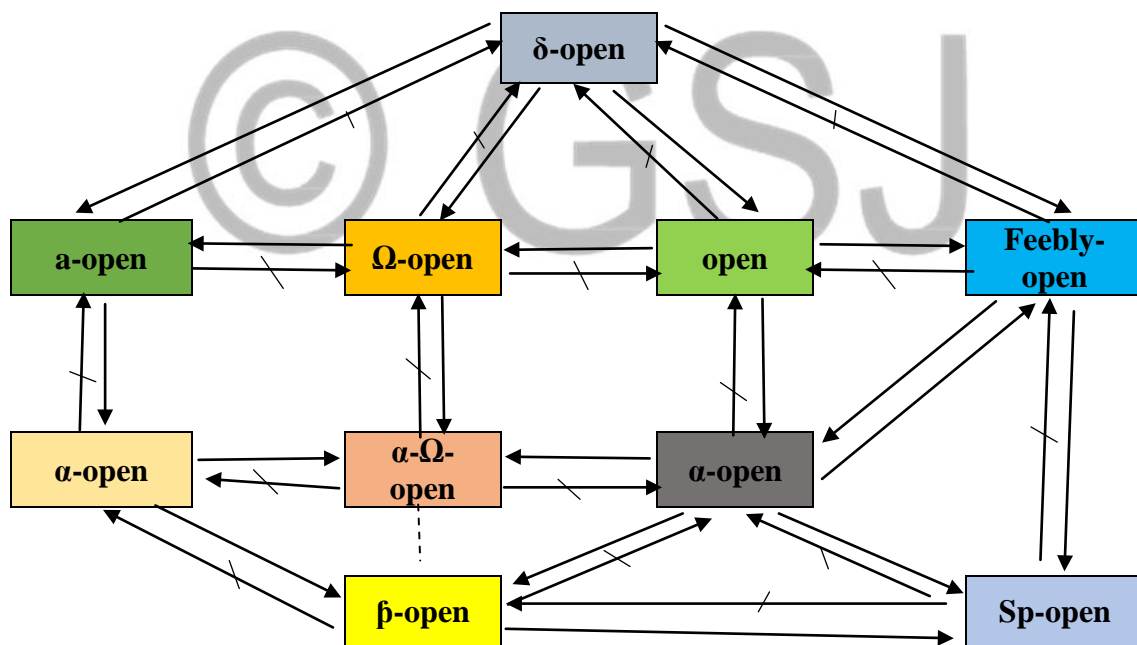 © GSJ
δ-open
a-open
Ω-open
open
Feebly-
open
α-open
α-Ω-
open
α-open
ϸ-open
Sp-open